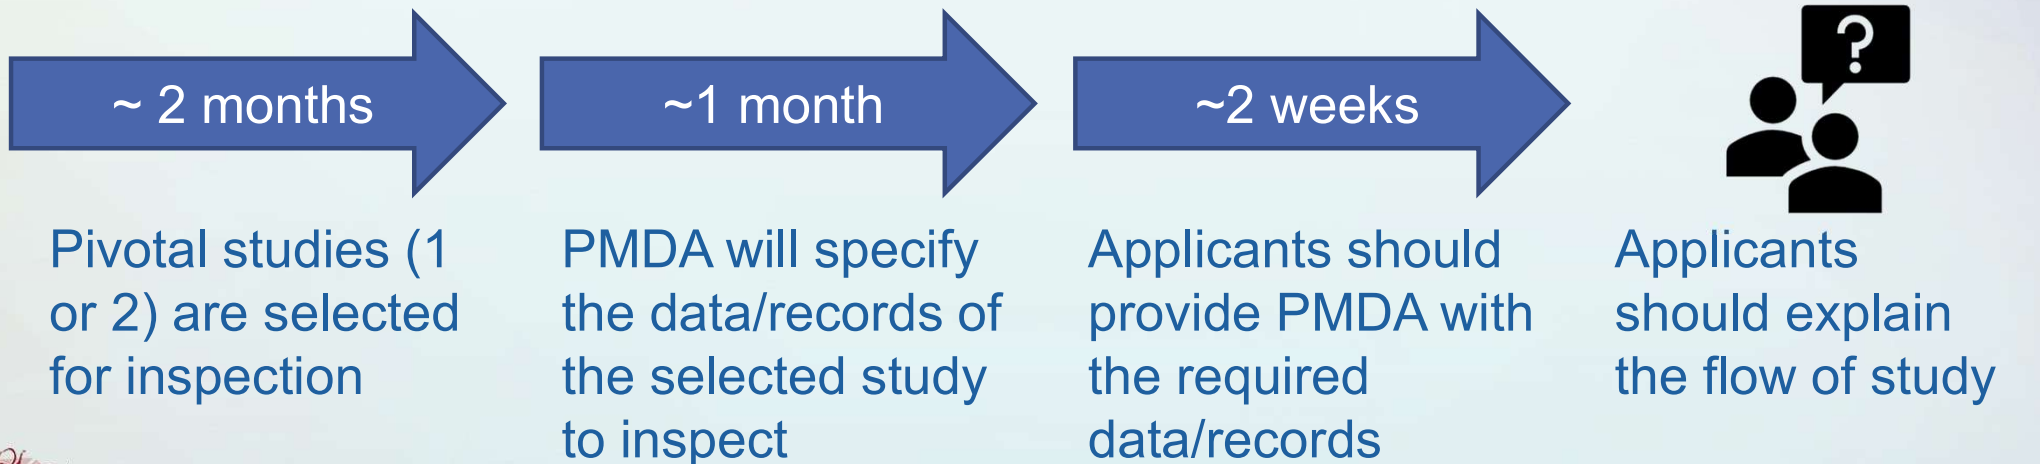 ~ 2 months
~1 month
~2 weeks
?
Pivotal studies (1
or 2) are selected
for inspection
PMDA will specify
the data/records of
the selected study
to inspect
Applicants should
provide PMDA with
the required
data/records
Applicants
should explain
the flow of study